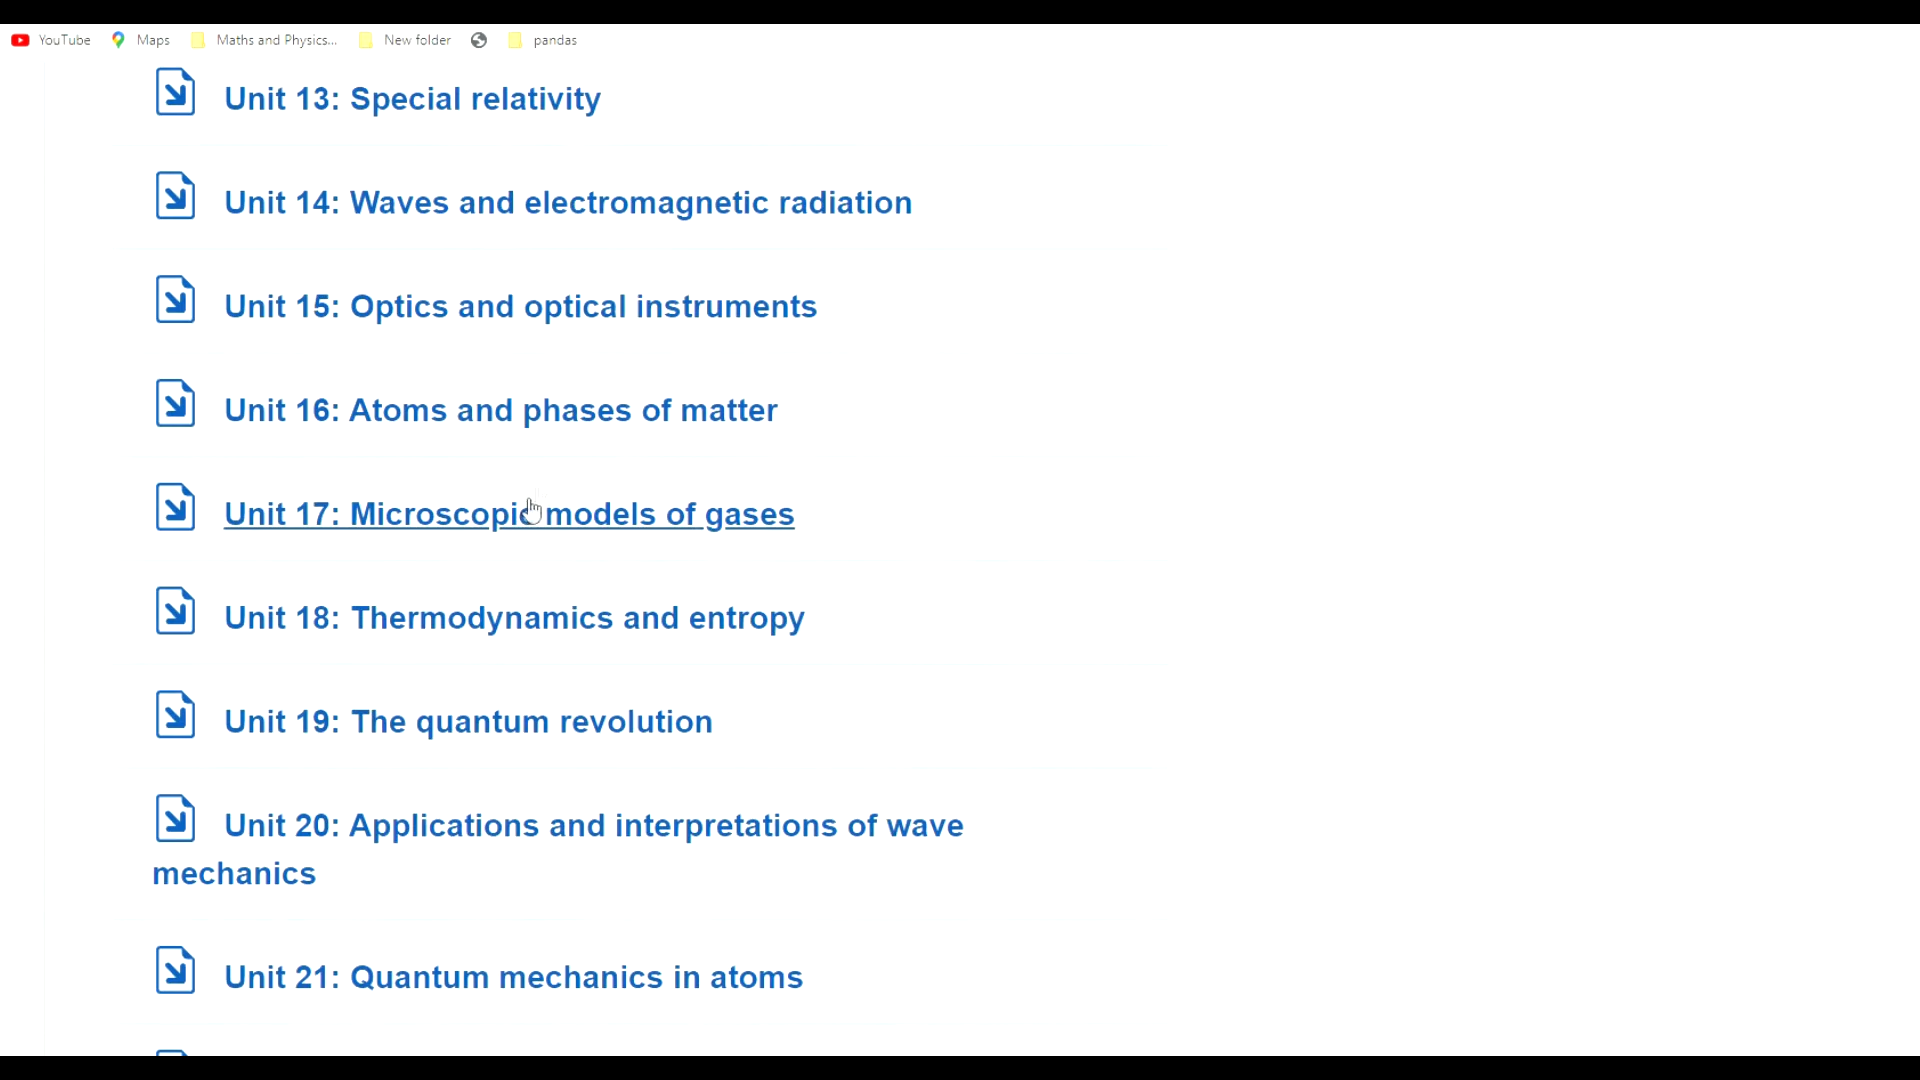 YouTube Maps Maths and Physics... New folder pandas
Unit 13: Special relativity
Unit 14: Waves and electromagnetic radiation
Unit 15: Optics and optical instruments
Unit 16: Atoms and phases of matter
Unit 17: Microscopic models of gases
Unit 18: Thermodynamics and entropy
Unit 19: The quantum revolution
Unit 20: Applications and interpretations of wave
mechanics
Unit 21: Quantum mechanics in atoms